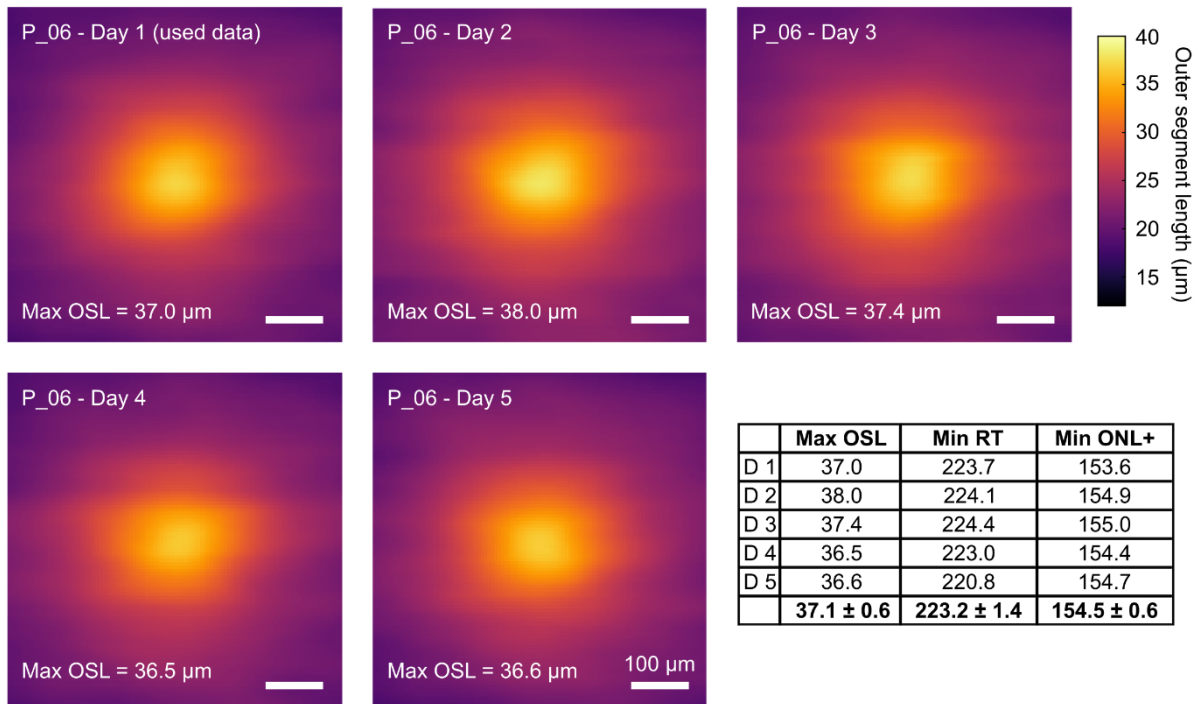 P_06 - Day 1 (used data)
Max OSL = 37.0 µm
P_06 - Day 2
Max OSL = 38.0 µm
P_06 - Day 3
Max OSL = 37.4 µm
40
35
30
25
20
15
Outer segment length (µm)
P_06 - Day 4
Max OSL = 36.5 µm
P_06 - Day 5
Max OSL = 36.6 µm
100 µm
Max OSL Min RT Min ONL+
D 1 37.0 223.7 153.6
D 2 38.0 224.1 154.9
D 3 37.4 224.4 155.0
D 4 36.5 223.0 154.4
D 5 36.6 220.8 154.7
37.1 ± 0.6 223.2 ± 1.4 154.5 ± 0.6